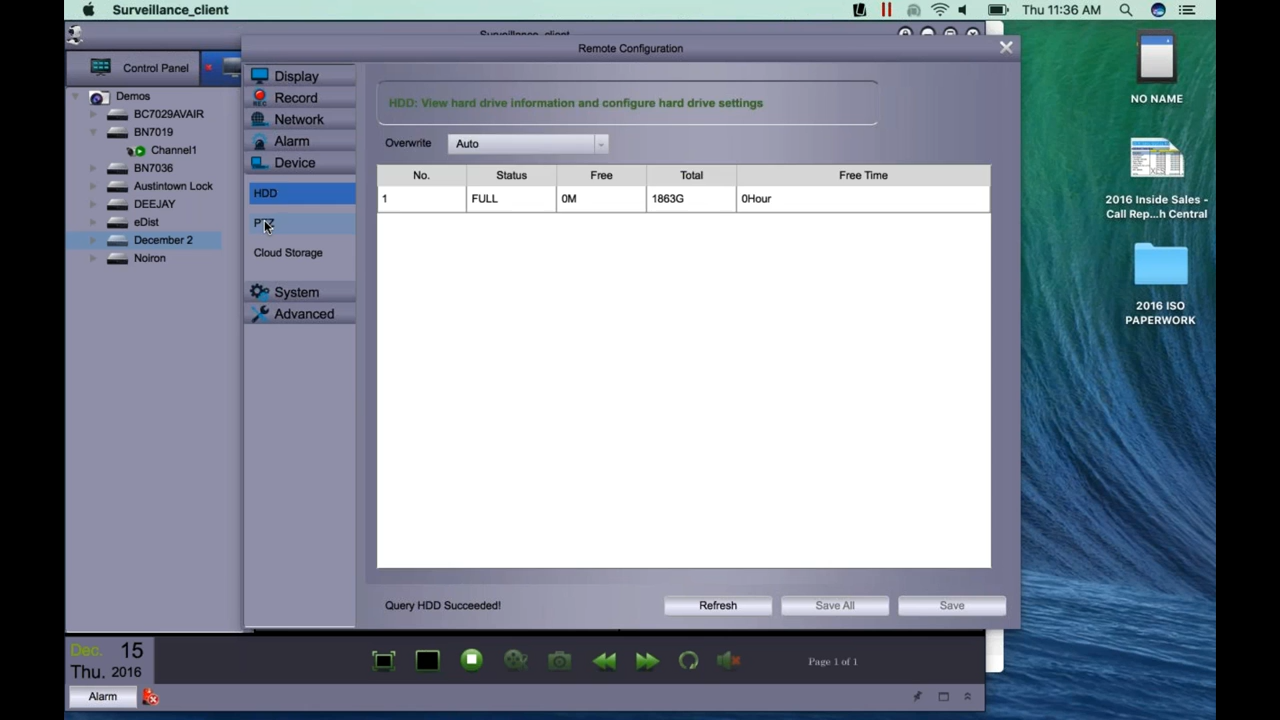 Surveillance_client
Thu 11:36 AM
Surveillance_client
Remote Configuration
Control Panel
Demos
BC7029AVAIR
BN7019
Channel1
BN7036
Austintown Lock
DEEJAY
eDist
December 2
Noiron
Display
REC
Record
Network
Alarm
Device
HDD
PTZ
Cloud Storage
System
Advanced
HDD: View hard drive information and configure hard drive settings
Overwrite Auto
No. Status Free Total Free Time
1 FULL 0M 1863G 0Hour
Query HDD Succeeded!
Refresh
Save All
Save
NO NAME
2016 Inside Sales -
Call Rep...h Central
2016 ISO
PAPERWORK
Dec. 15
Thu. 2016
Page 1 of 1
Alarm